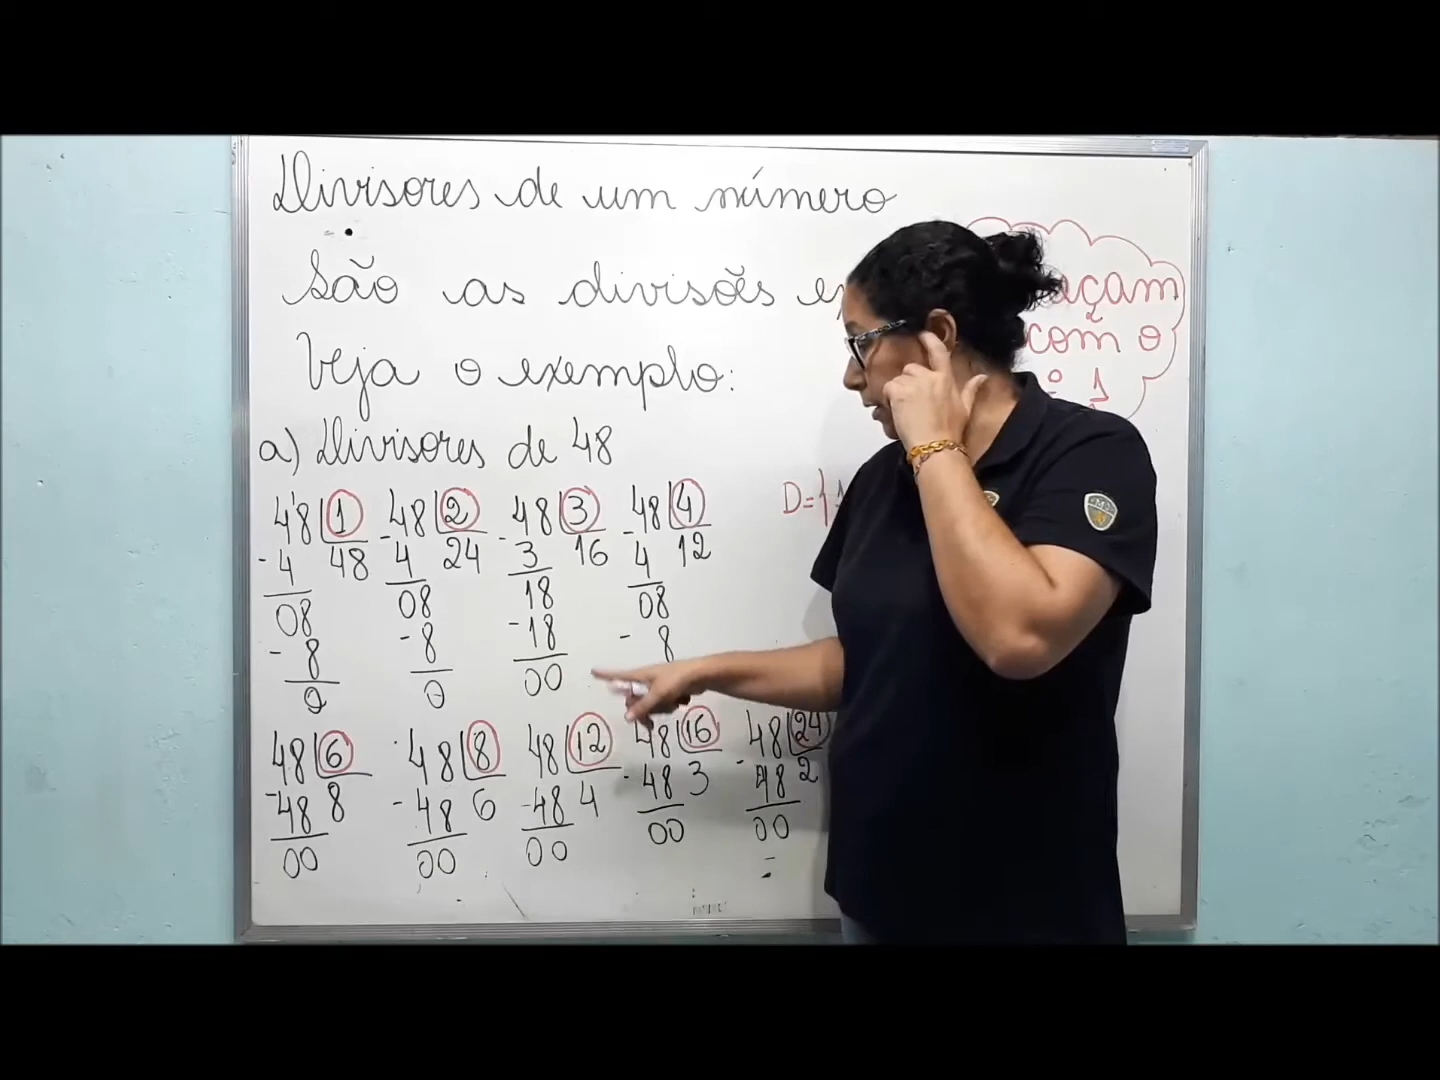 Divisores de um número
São as divisões
Veja o exemplo:
açam
com o
1
a) Divisores de 48
D={1
48 1 48 2 48 3 48 4
-4 48 -4 24 -3 16 -4 12
08 08 18 08
-8 -8 -18 -8
0 0 00
48 6 48 8 48 12 48 16 48 24
-48 8 -48 6 -48 4 -48 3 -48 2
00 00 00 00 00